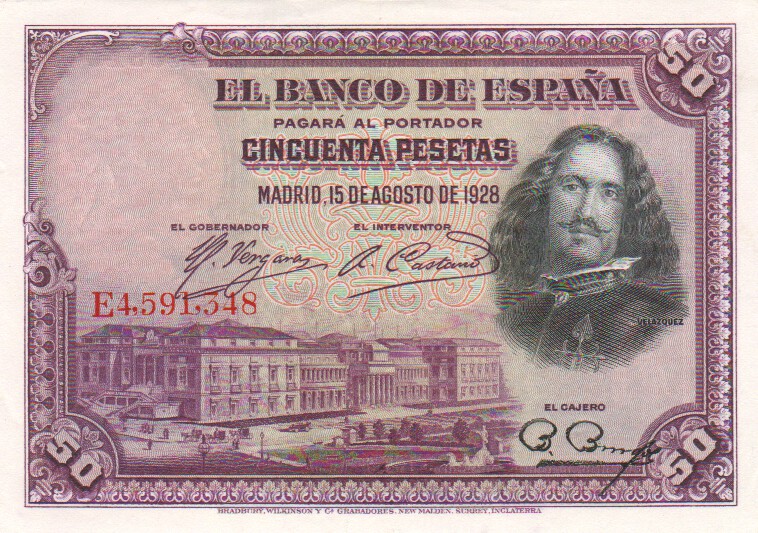 50
EL BANCO DE ESPAÑA
PAGARÁ AL PORTADOR
CINCUENTA PESETAS
MADRID, 15 DE AGOSTO DE 1928
EL GOBERNADOR EL INTERVENTOR
E4,591,348
VELAZQUEZ
EL CAJERO
50 50
BRADBURY, WILKINSON Y Cª GRABADORES. NEW MALDEN. SURREY, INGLATERRA